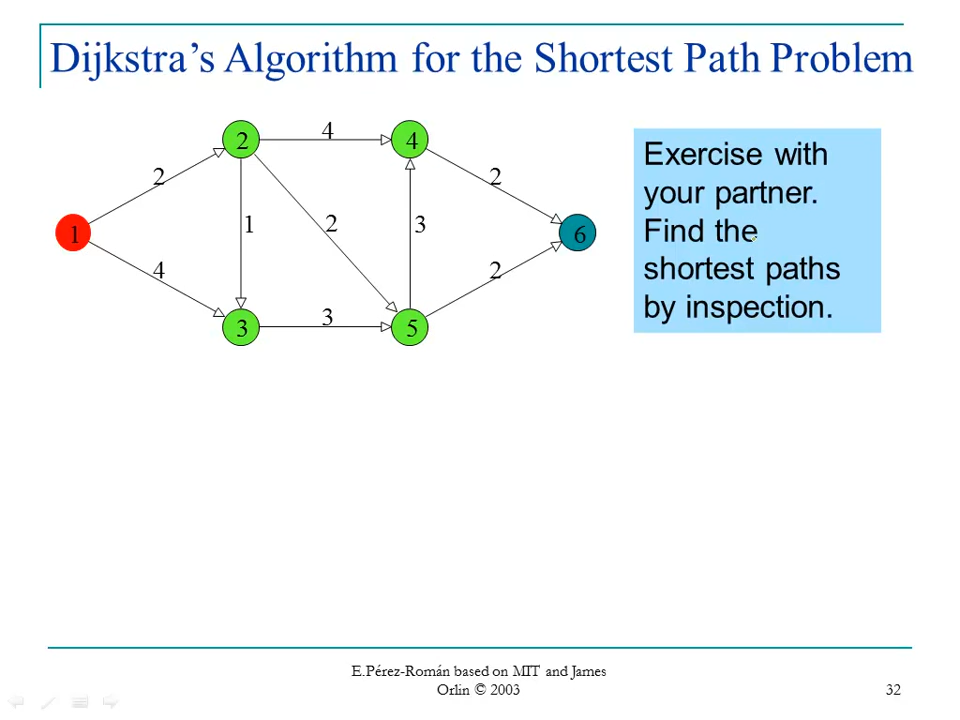 Dijkstra's Algorithm for the Shortest Path Problem
2
4
4
2
2
1
1
2
3
6
4
2
3
3
5
Exercise with
your partner.
Find the
shortest paths
by inspection.
E.Pérez-Román based on MIT and James
Orlin © 2003
32